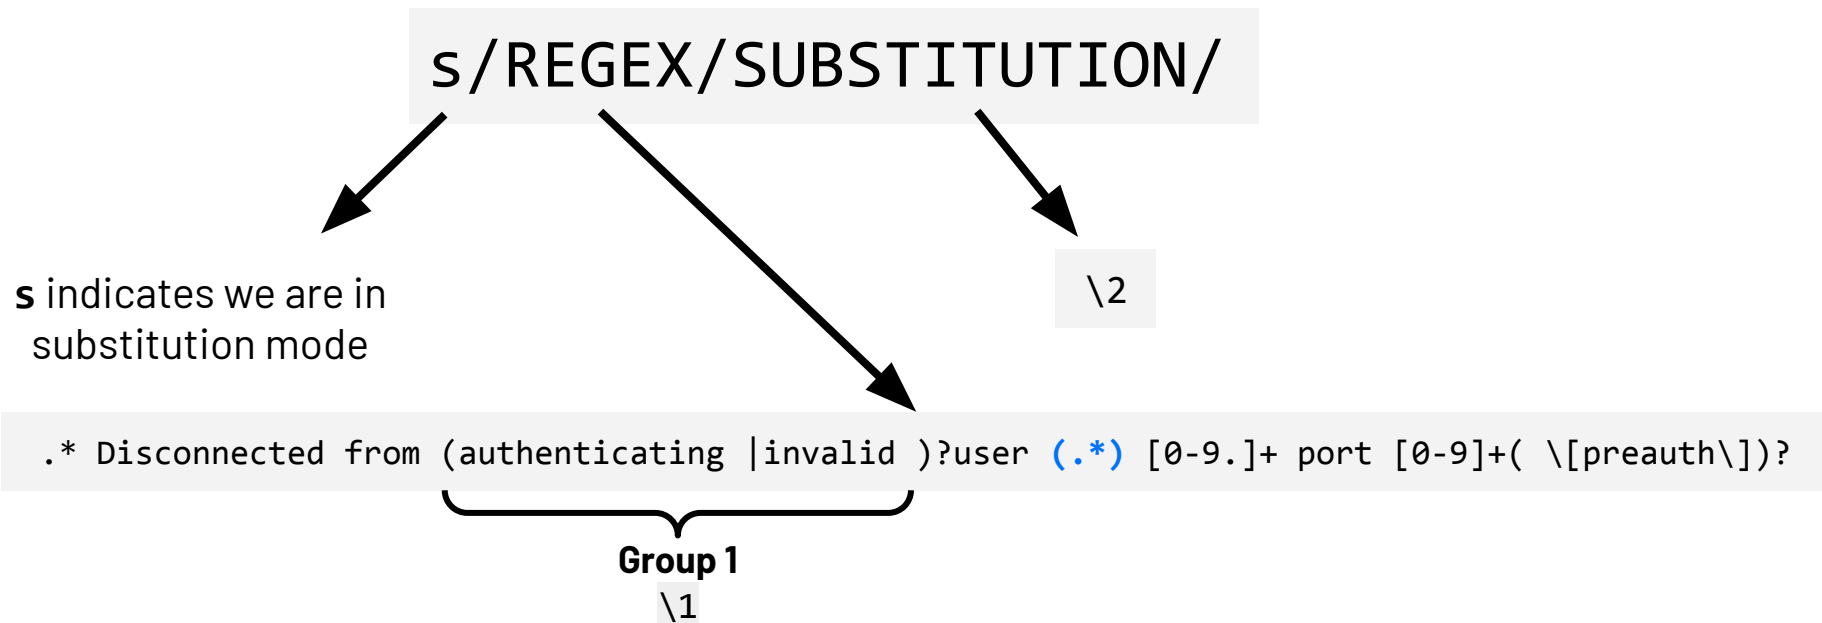 s/REGEX/SUBSTITUTION/
\2
s indicates we are in
substitution mode
.* Disconnected from (authenticating |invalid )?user (.*) [0-9.]+ port [0-9]+( \[preauth\])?
Group 1
\1